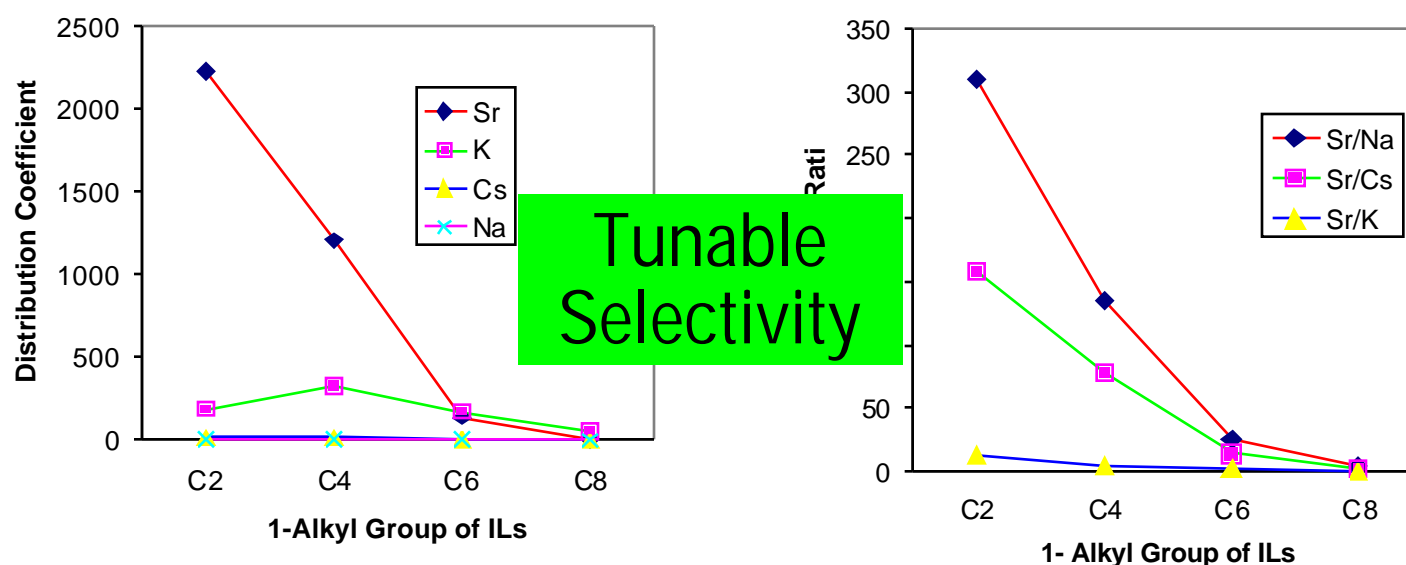 2500
2000
1500
1000
500
0
Distribution Coefficient
Sr
K
Cs
Na
C2
C4
C6
C8
1-Alkyl Group of ILs
Tunable
Selectivity
350
300
250
50
0
Rati
Sr/Na
Sr/Cs
Sr/K
C2
C4
C6
C8
1- Alkyl Group of ILs